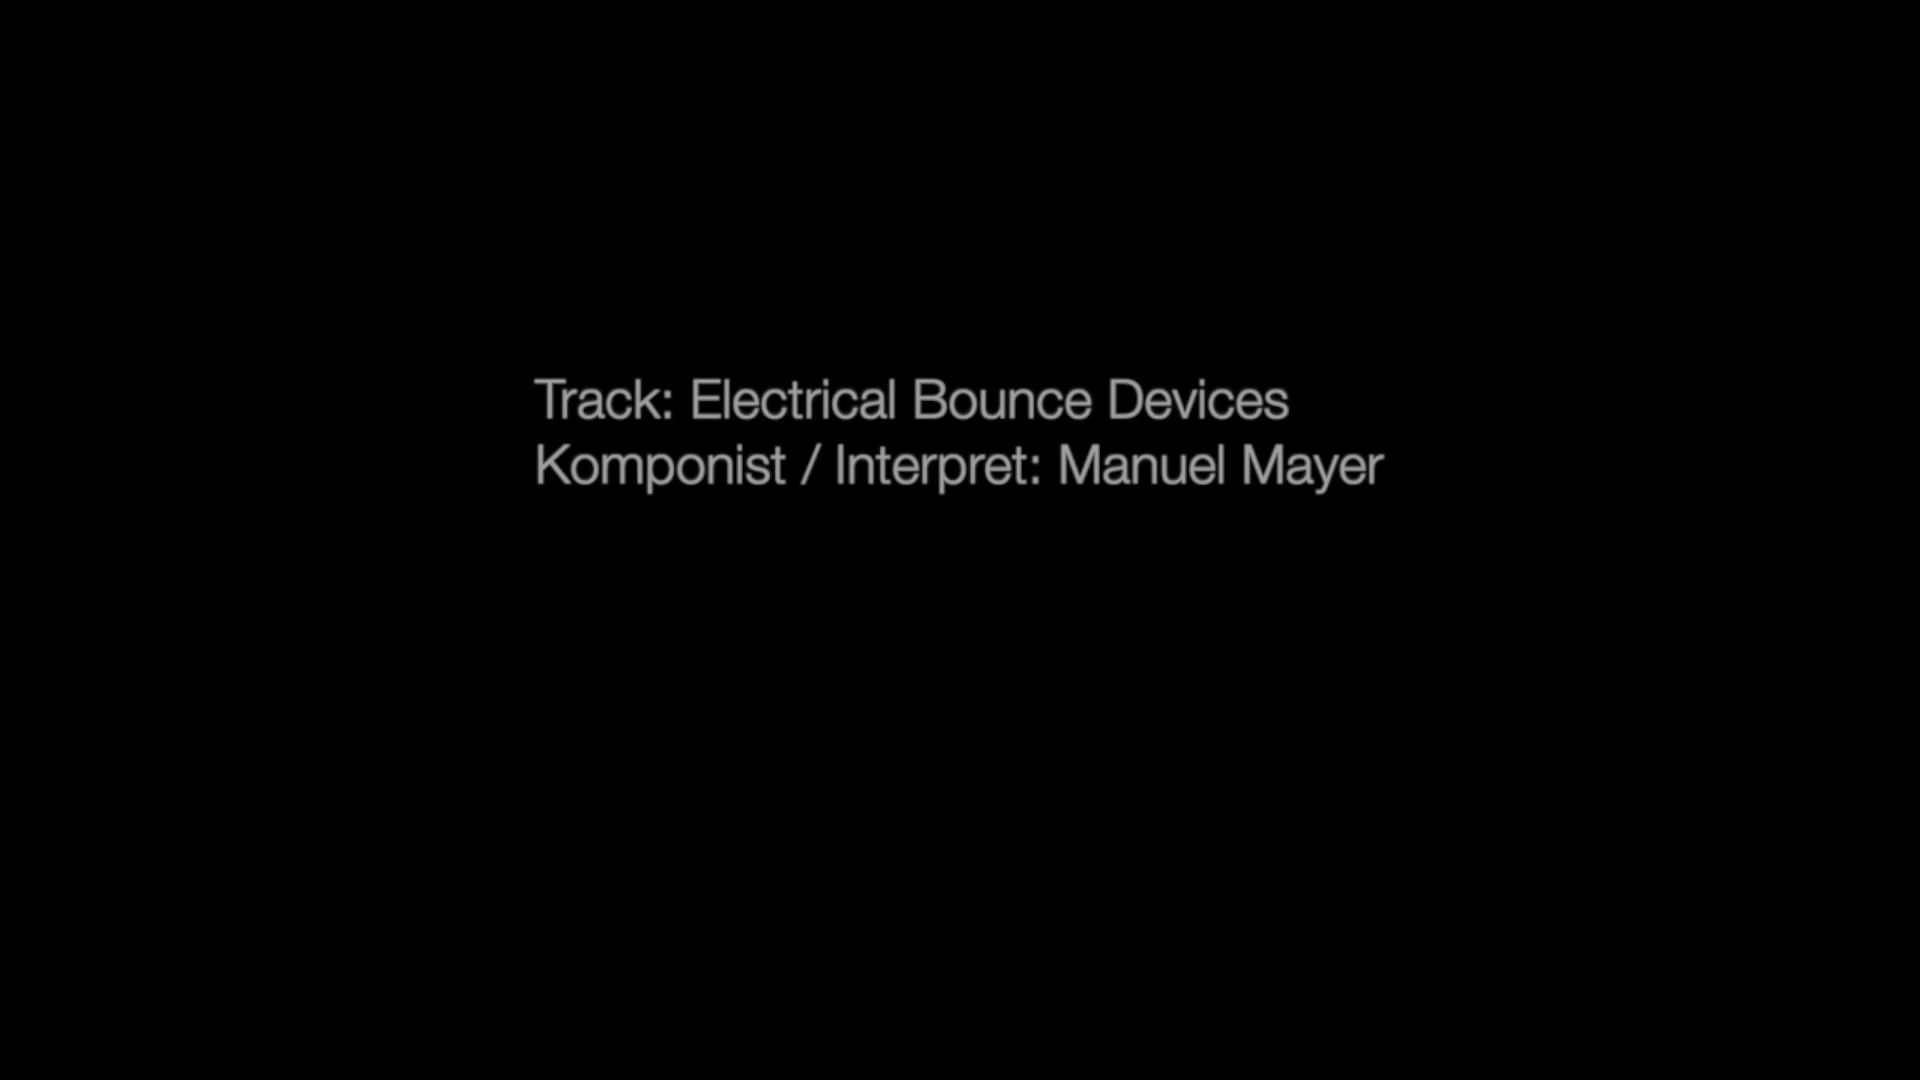 Track: Electrical Bounce Devices
Komponist / Interpret: Manuel Mayer